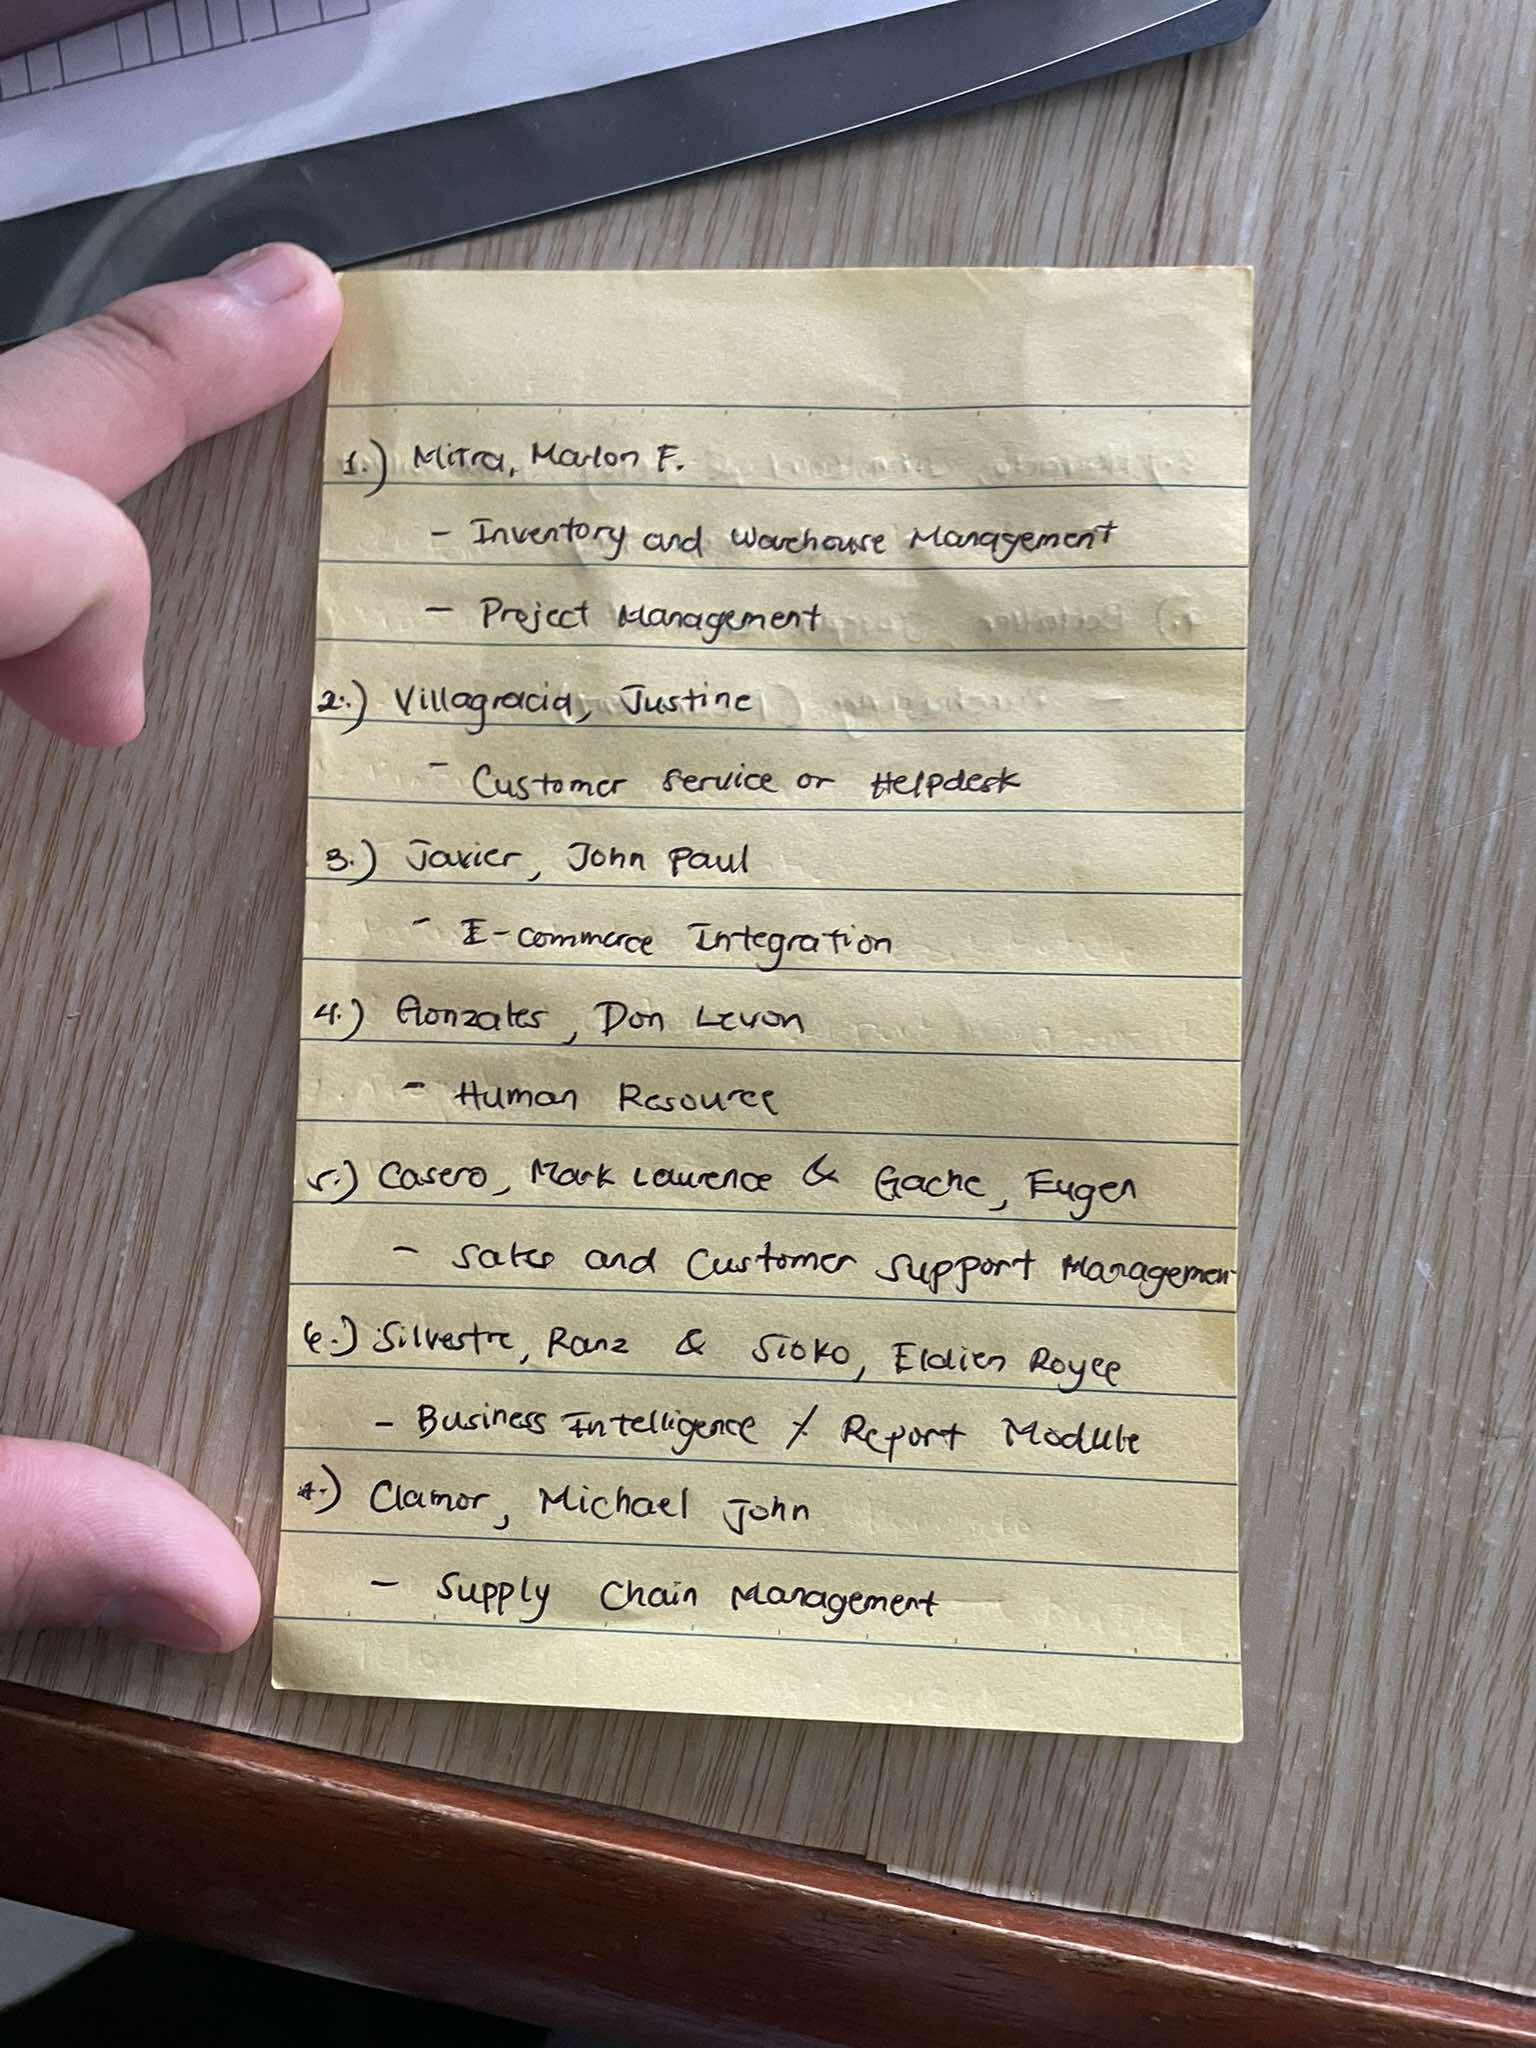 1.) Mitra, Marlon F.
- Inventory and Warehouse Management
- Project Management
2.) Villagracia, Justine
- Customer Service or Helpdesk
3.) Javier, John Paul
- E-commerce Integration
4.) Gonzales, Don Levon
- Human Resource
5.) Casero, Mark Lawrence & Gache, Eugen
- Sales and Customer Support Management
6.) Silvestre, Ranz & Sioko, Eldien Royce
- Business Intelligence / Report Module
7.) Clamor, Michael John
- Supply Chain Management